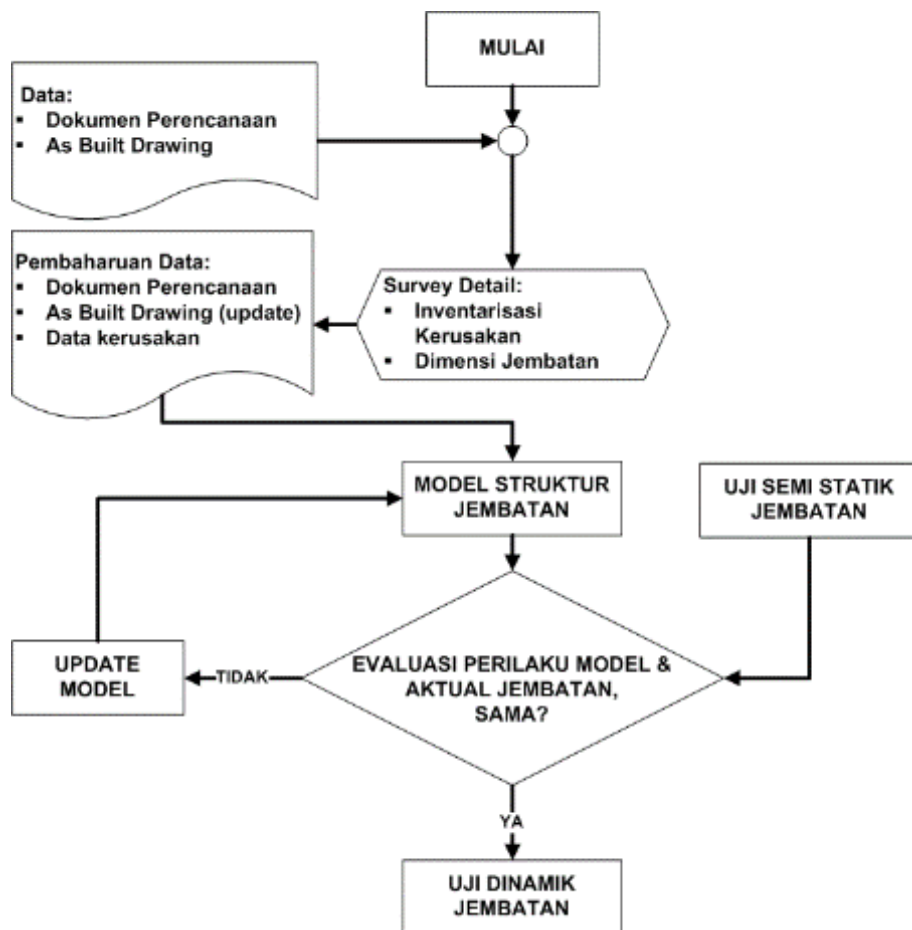 MULAI
Data:
▪ Dokumen Perencanaan
▪ As Built Drawing
Pembaharuan Data:
▪ Dokumen Perencanaan
▪ As Built Drawing (update)
▪ Data kerusakan
Survey Detail:
▪ Inventarisasi
Kerusakan
▪ Dimensi Jembatan
MODEL STRUKTUR
JEMBATAN
UJI SEMI STATIK
JEMBATAN
EVALUASI PERILAKU MODEL &
AKTUAL JEMBATAN,
SAMA?
TIDAK
UPDATE
MODEL
YA
UJI DINAMIK
JEMBATAN